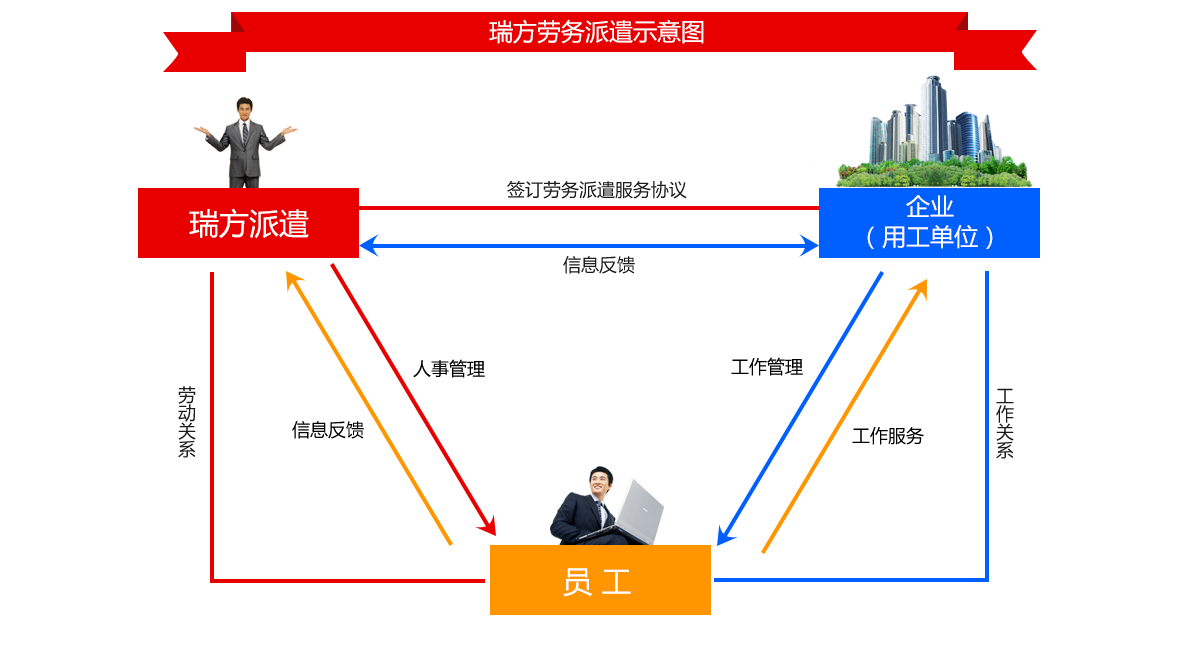 瑞方劳务派遣示意图
签订劳务派遣服务协议
瑞方派遣
企业
（用工单位）
信息反馈
人事管理
工作管理
劳动关系
工作关系
信息反馈
工作服务
员 工